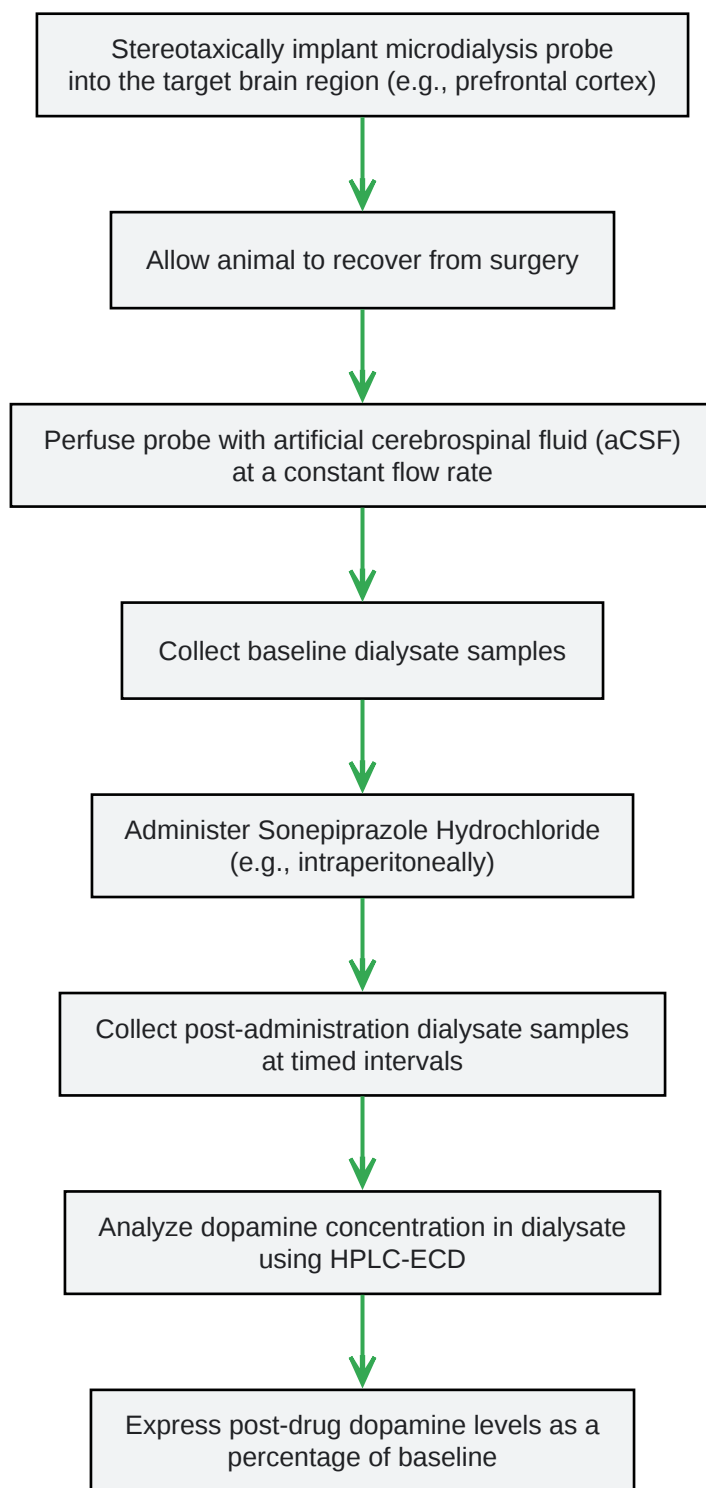 Stereotaxically implant microdialysis probe
into the target brain region (e.g., prefrontal cortex)
Allow animal to recover from surgery
Perfuse probe with artificial cerebrospinal fluid (aCSF)
at a constant flow rate
Collect baseline dialysate samples
Administer Sonepiprazole Hydrochloride
(e.g., intraperitoneally)
Collect post-administration dialysate samples
at timed intervals
Analyze dopamine concentration in dialysate
using HPLC-ECD
Express post-drug dopamine levels as a
percentage of baseline